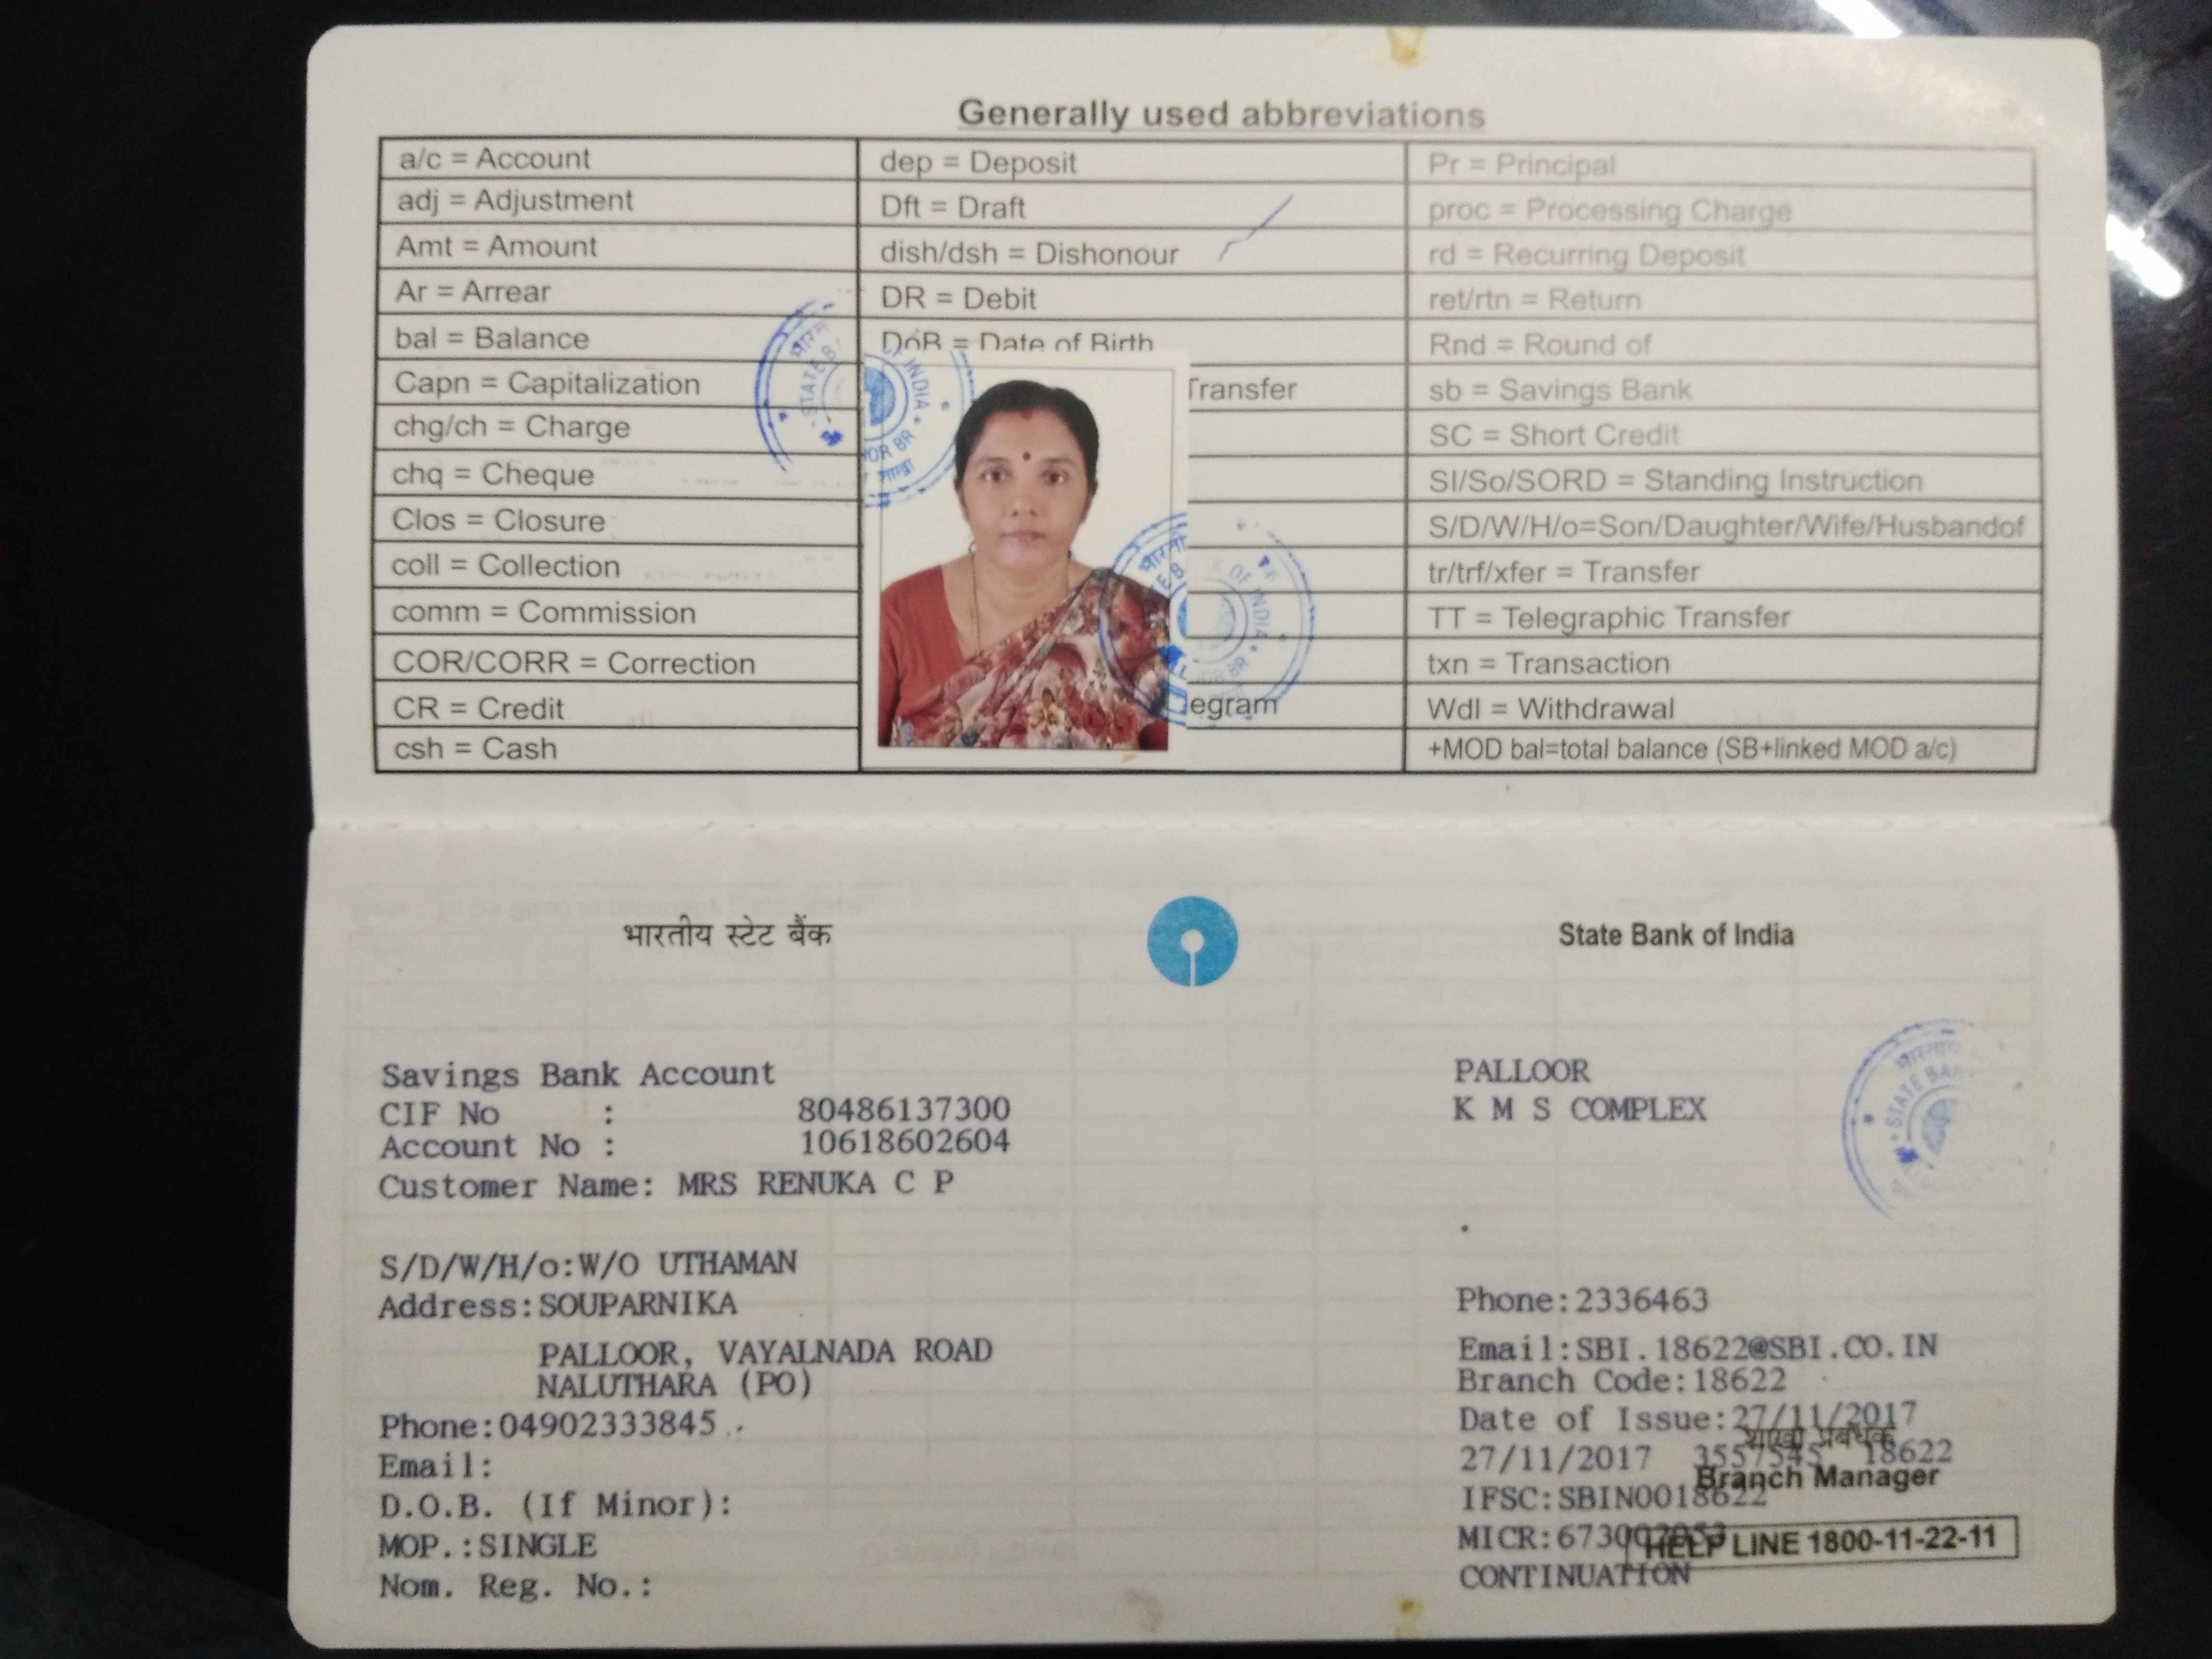 Generally used abbreviations
a/c = Account
adj = Adjustment
Amt = Amount
Ar = Arrear
bal = Balance
Capn = Capitalization
chg/ch = Charge
chq = Cheque
Clos = Closure
coll = Collection
comm = Commission
COR/CORR = Correction
CR = Credit
csh = Cash
dep = Deposit
Dft = Draft
dish/dsh = Dishonour
DR = Debit
DoB = Date of Birth
Transfer
egram
Pr = Principal
proc = Processing Charge
rd = Recurring Deposit
ret/rtn = Return
Rnd = Round of
sb = Savings Bank
SC = Short Credit
SI/So/SORD = Standing Instruction
S/D/W/H/o=Son/Daughter/Wife/Husbandof
tr/trf/xfer = Transfer
TT = Telegraphic Transfer
txn = Transaction
Wdl = Withdrawal
+MOD bal=total balance (SB+linked MOD a/c)
भारतीय स्टेट बैंक
State Bank of India
Savings Bank Account
CIF No : 80486137300
Account No : 10618602604
Customer Name: MRS RENUKA C P
S/D/W/H/o:W/O UTHAMAN
Address:SOUPARNIKA
PALLOOR, VAYALNADA ROAD
NALUTHARA (PO)
Phone:04902333845
Email:
D.O.B. (If Minor):
MOP.:SINGLE
Nom. Reg. No.:
PALLOOR
K M S COMPLEX
Phone:2336463
Email:SBI.18622@SBI.CO.IN
Branch Code:18622
Date of Issue:27/11/2017
शाखा प्रबंधक
27/11/2017 3557545 18622
Branch Manager
IFSC:SBIN0018622
MICR:
HELP LINE 1800-11-22-11
CONTINUATION